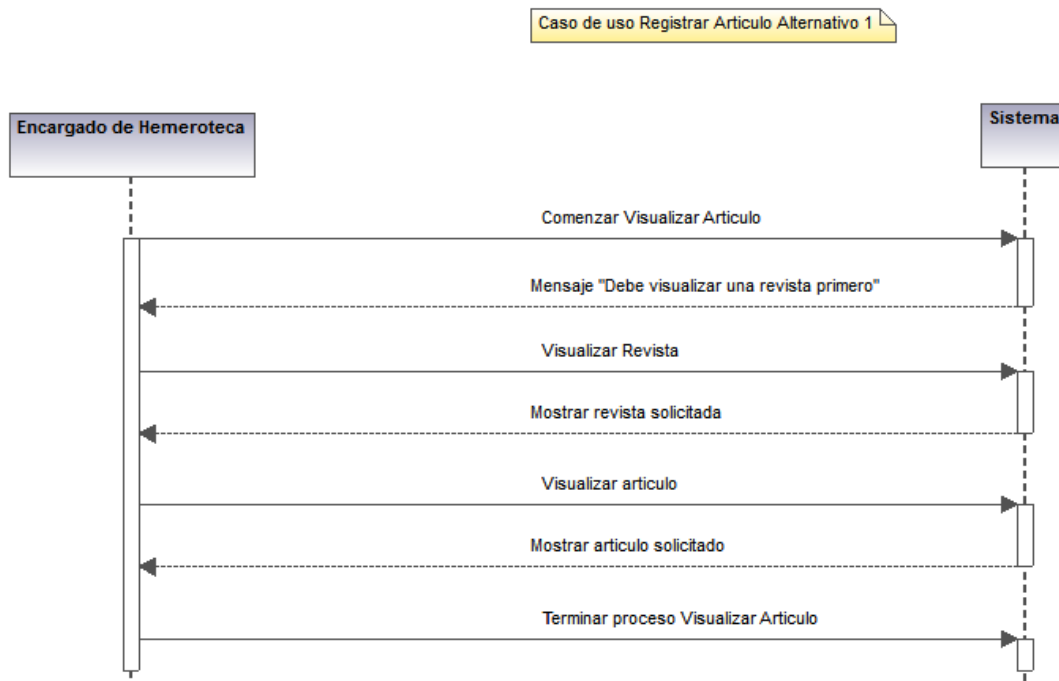 Caso de uso Registrar Articulo Alternativo 1
Encargado de Hemeroteca
Sistema
Comenzar Visualizar Articulo
Mensaje "Debe visualizar una revista primero"
Visualizar Revista
Mostrar revista solicitada
Visualizar articulo
Mostrar articulo solicitado
Terminar proceso Visualizar Articulo